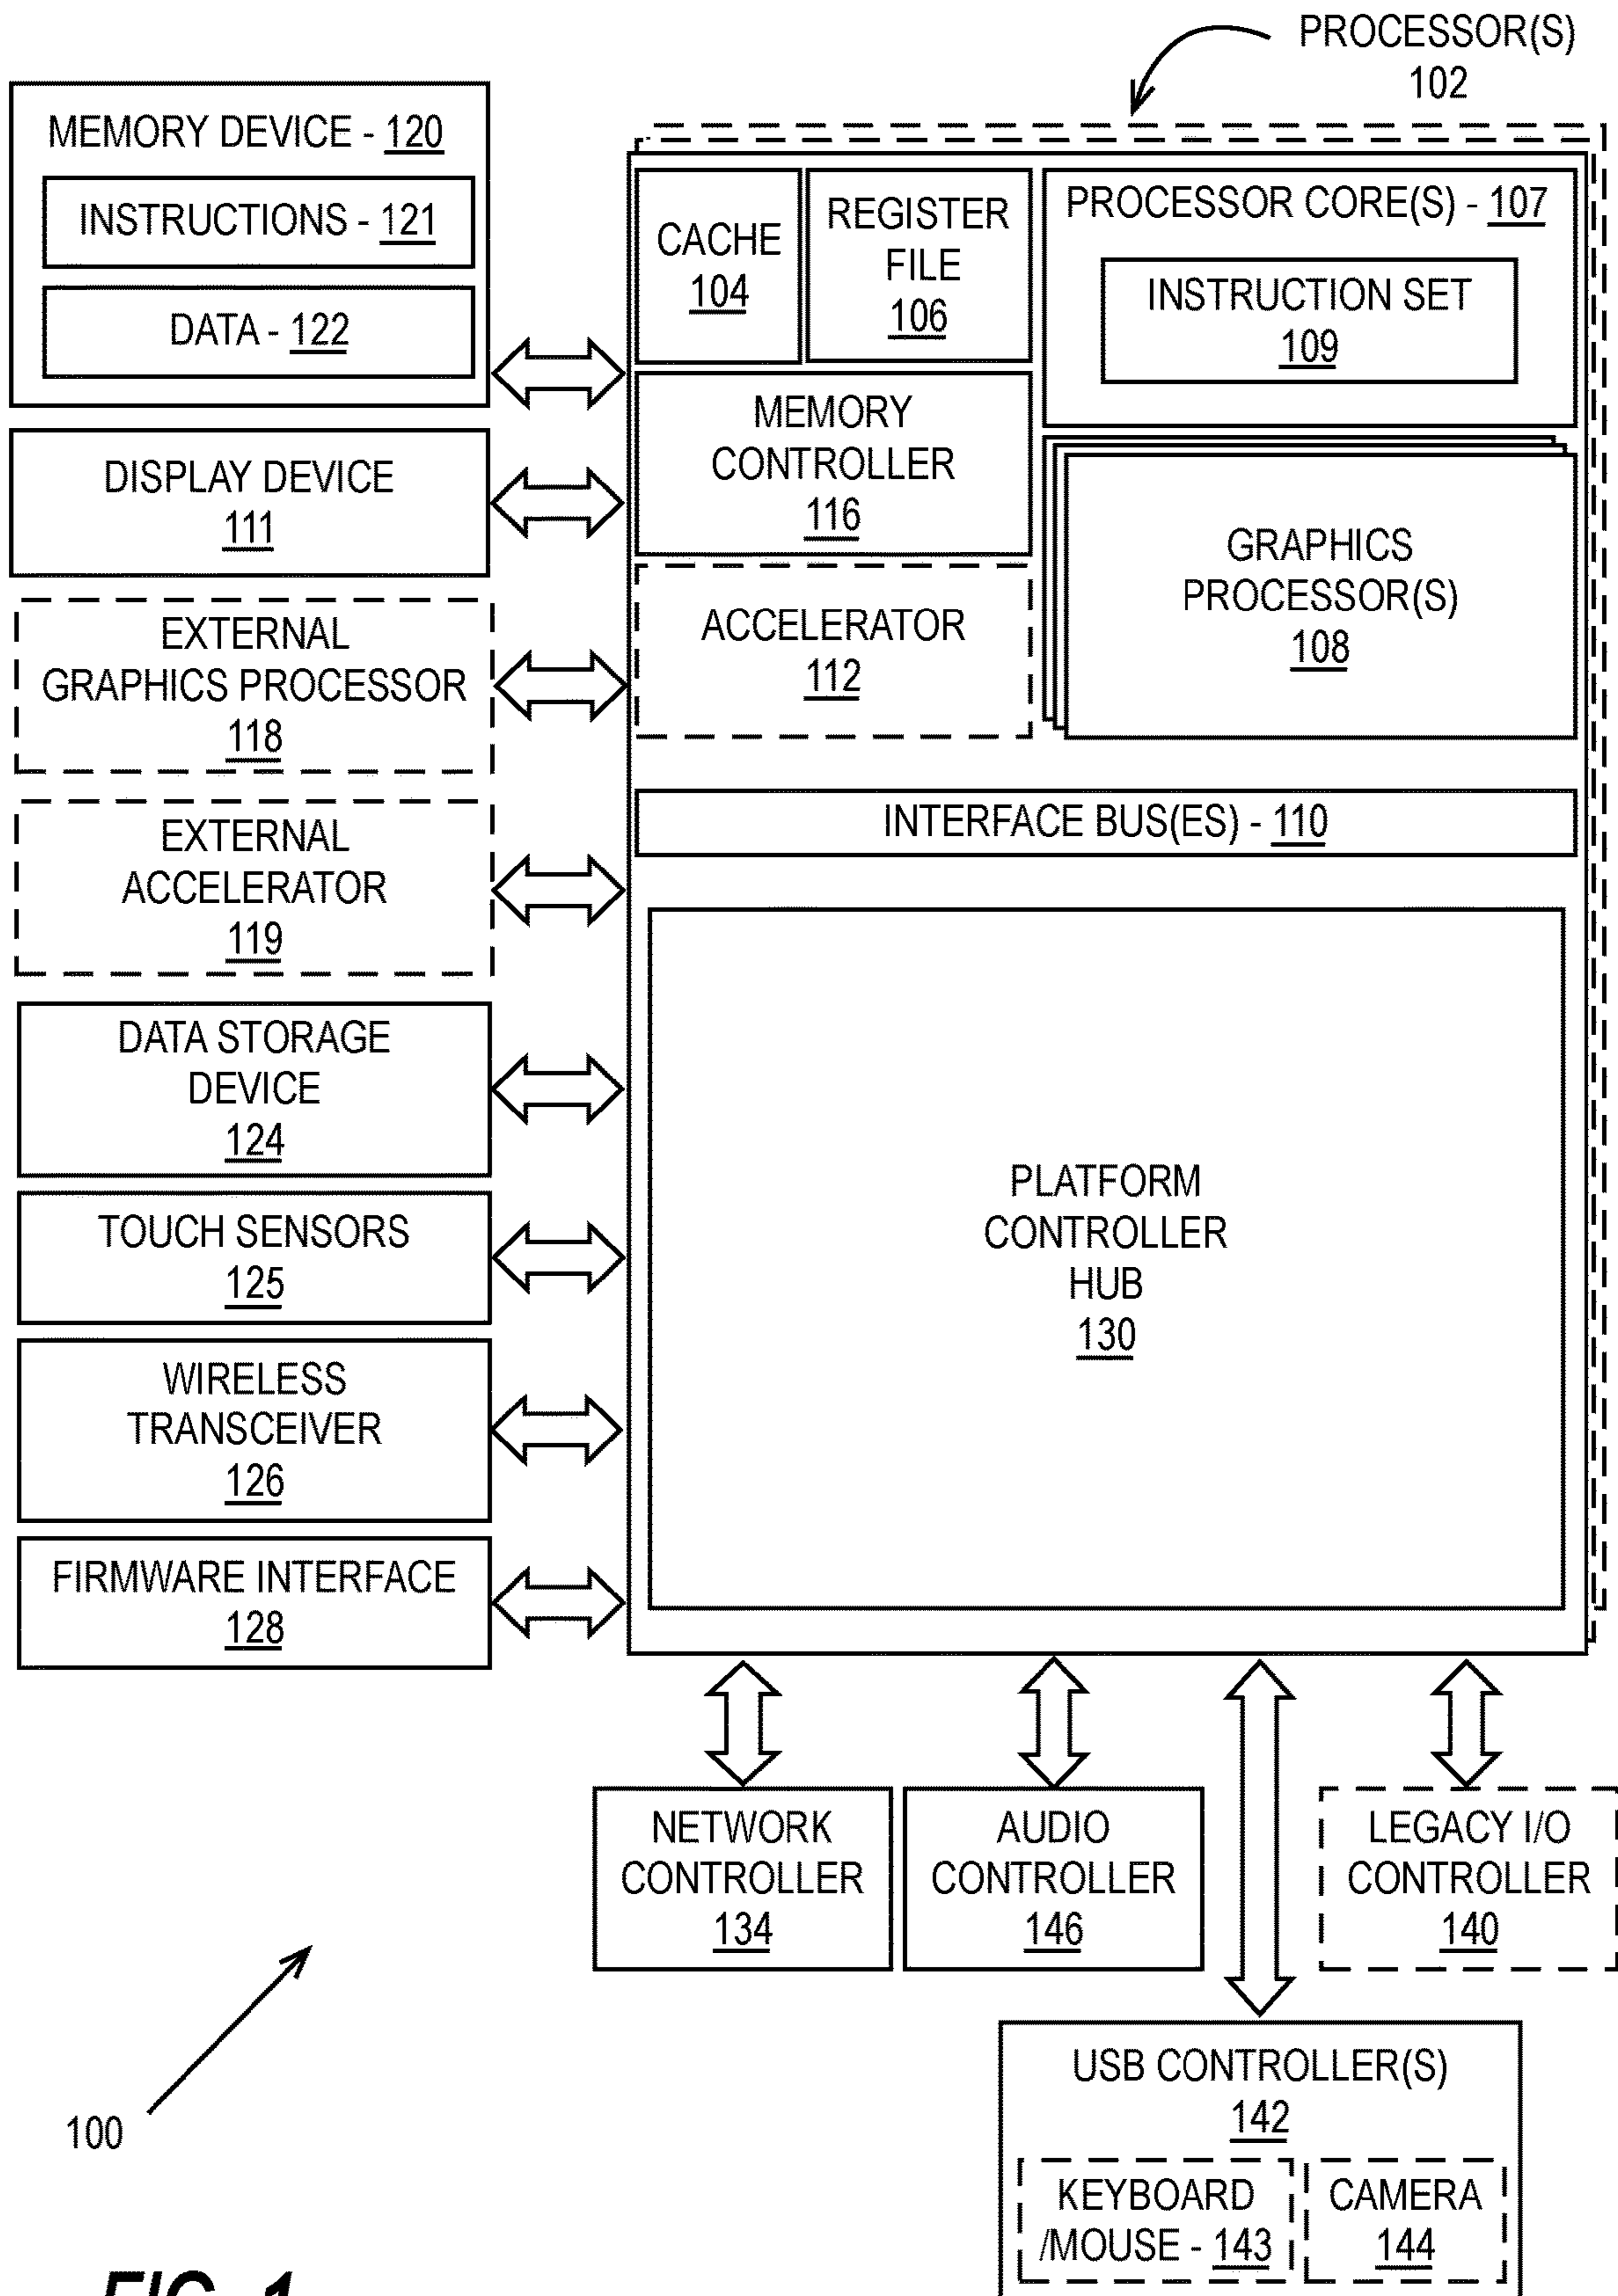 PROCESSOR(S)
102
MEMORY DEVICE - 120
INSTRUCTIONS - 121
DATA - 122
CACHE
104
REGISTER
FILE
106
PROCESSOR CORE(S) - 107
INSTRUCTION SET
109
MEMORY
CONTROLLER
116
DISPLAY DEVICE
111
GRAPHICS
PROCESSOR(S)
108
EXTERNAL
GRAPHICS PROCESSOR
118
ACCELERATOR
112
INTERFACE BUS(ES) - 110
EXTERNAL
ACCELERATOR
119
DATA STORAGE
DEVICE
124
TOUCH SENSORS
125
WIRELESS
TRANSCEIVER
126
FIRMWARE INTERFACE
128
PLATFORM
CONTROLLER
HUB
130
NETWORK
CONTROLLER
134
AUDIO
CONTROLLER
146
LEGACY I/O
CONTROLLER
140
100
USB CONTROLLER(S)
142
KEYBOARD
/MOUSE - 143
CAMERA
144
FIG. 1